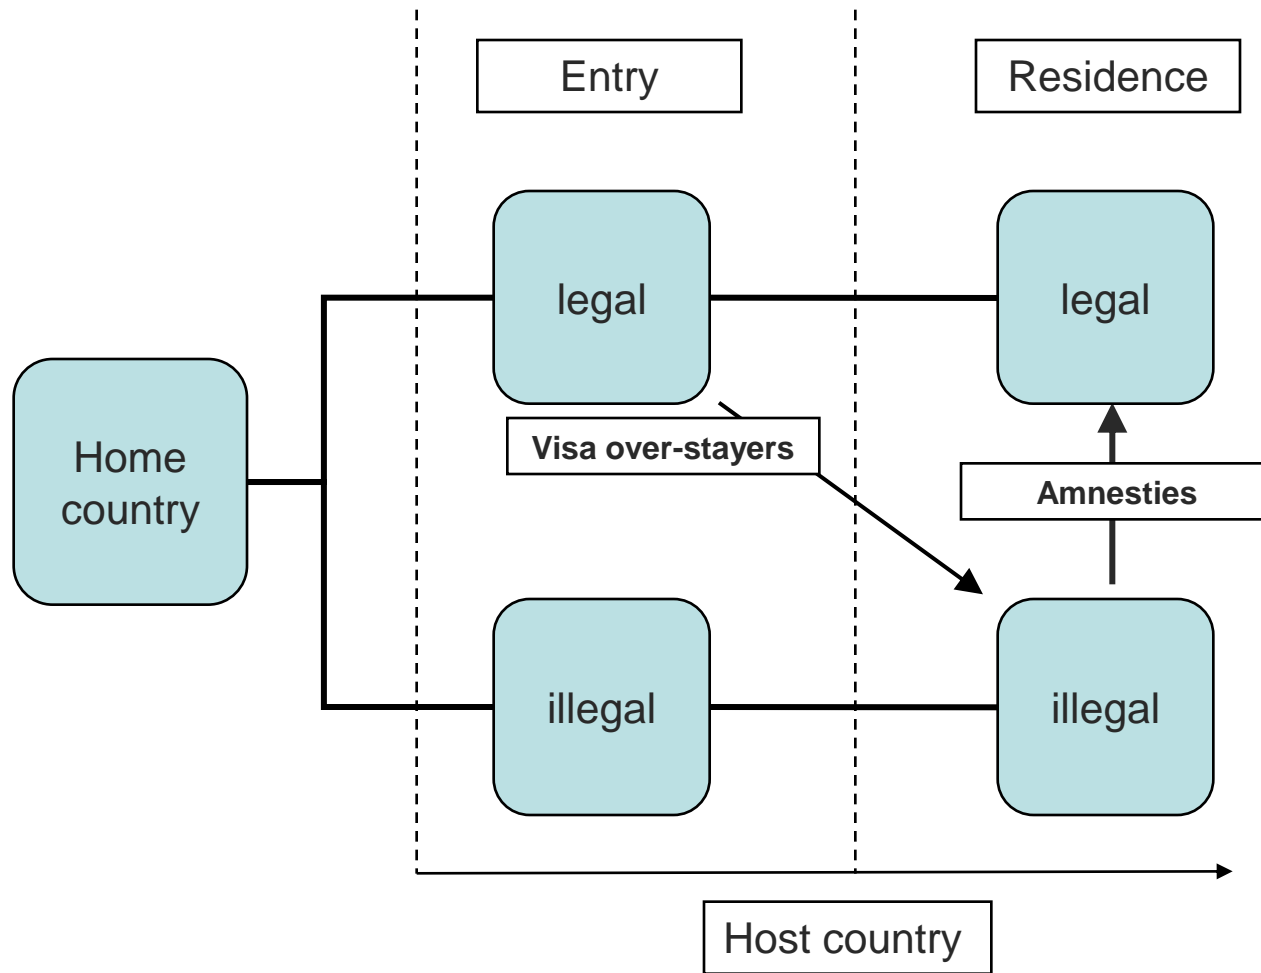 Entry
Residence
legal
legal
Home
country
Visa over-stayers
Amnesties
illegal
illegal
Host country